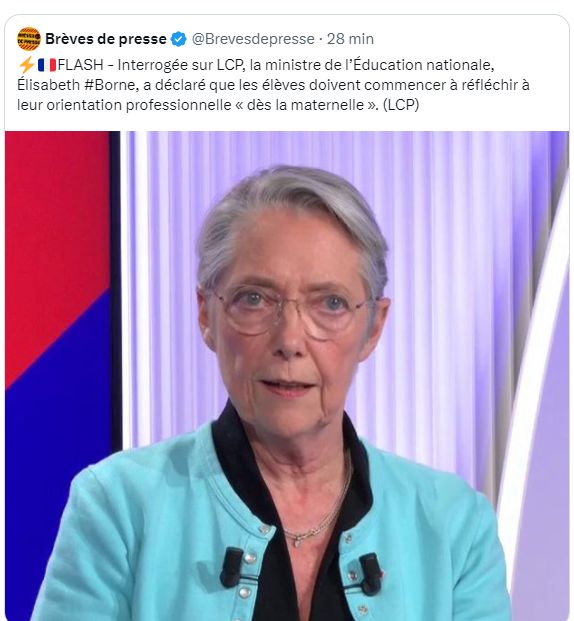 Brèves de presse @Brevesdepresse · 28 min
⚡🇫🇷FLASH - Interrogée sur LCP, la ministre de l’Éducation nationale,
Élisabeth #Borne, a déclaré que les élèves doivent commencer à réfléchir à
leur orientation professionnelle « dès la maternelle ». (LCP)